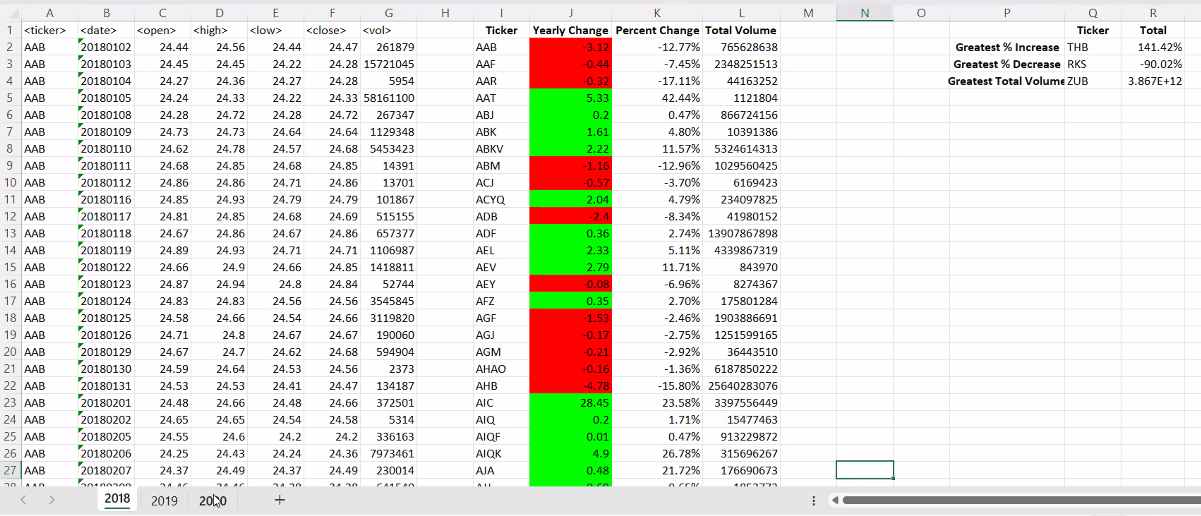 A B C D E F G H I J K L M N O P Q R
1 <ticker> <date> <open> <high> <low> <close> <vol> Ticker Yearly Change Percent Change Total Volume Ticker Total
2 AAB 20180102 24.44 24.56 24.44 24.47 261879 AAB -3.12 -12.77% 765628638 Greatest % Increase THB 141.42%
3 AAB 20180103 24.45 24.45 24.22 24.28 15721045 AAF -0.44 -7.45% 2348251513 Greatest % Decrease RKS -90.02%
4 AAB 20180104 24.27 24.36 24.27 24.28 5954 AAR -0.32 -17.11% 44163252 Greatest Total Volume ZUB 3.867E+12
5 AAB 20180105 24.24 24.33 24.22 24.33 58161100 AAT 5.33 42.44% 1121804
6 AAB 20180108 24.28 24.72 24.28 24.72 267347 ABJ 0.2 0.47% 866724156
7 AAB 20180109 24.73 24.73 24.64 24.64 1129348 ABK 1.61 4.80% 10391386
8 AAB 20180110 24.62 24.78 24.57 24.68 5453423 ABKV 2.22 11.57% 5324614313
9 AAB 20180111 24.68 24.85 24.68 24.85 14391 ABM -1.16 -12.96% 1029560425
10 AAB 20180112 24.86 24.86 24.71 24.86 13701 ACJ -0.57 -3.70% 6169423
11 AAB 20180116 24.85 24.93 24.79 24.79 101867 ACYQ 2.04 4.79% 234097825
12 AAB 20180117 24.81 24.85 24.68 24.69 515155 ADB -2.4 -8.34% 41980152
13 AAB 20180118 24.67 24.86 24.67 24.86 657377 ADF 0.36 2.74% 13907867898
14 AAB 20180119 24.89 24.93 24.71 24.71 1106987 AEL 2.33 5.11% 4339867319
15 AAB 20180122 24.66 24.9 24.66 24.85 1418811 AEV 2.79 11.71% 843970
16 AAB 20180123 24.87 24.94 24.8 24.84 52744 AEY -0.08 -6.96% 8274367
17 AAB 20180124 24.83 24.83 24.56 24.56 3545845 AFZ 0.35 2.70% 175801284
18 AAB 20180125 24.58 24.66 24.54 24.66 3119820 AGF -1.53 -2.46% 1903886691
19 AAB 20180126 24.71 24.8 24.67 24.67 190060 AGJ -0.17 -2.75% 1251599165
20 AAB 20180129 24.67 24.7 24.62 24.68 594904 AGM -0.21 -2.92% 36443510
21 AAB 20180130 24.59 24.64 24.53 24.56 2373 AHAO -0.16 -1.36% 6187850222
22 AAB 20180131 24.53 24.53 24.41 24.47 134187 AHB -4.78 -15.80% 25640283076
23 AAB 20180201 24.48 24.66 24.48 24.66 372501 AIC 28.45 23.58% 3397556449
24 AAB 20180202 24.65 24.65 24.54 24.58 5314 AIQ 0.2 1.71% 15477463
25 AAB 20180205 24.55 24.6 24.2 24.2 336163 AIQF 0.01 0.47% 913229872
26 AAB 20180206 24.25 24.43 24.24 24.36 7973461 AIQK 4.9 26.78% 315696267
27 AAB 20180207 24.37 24.49 24.37 24.49 230014 AJA 0.48 21.72% 176690673
2018 2019 2020